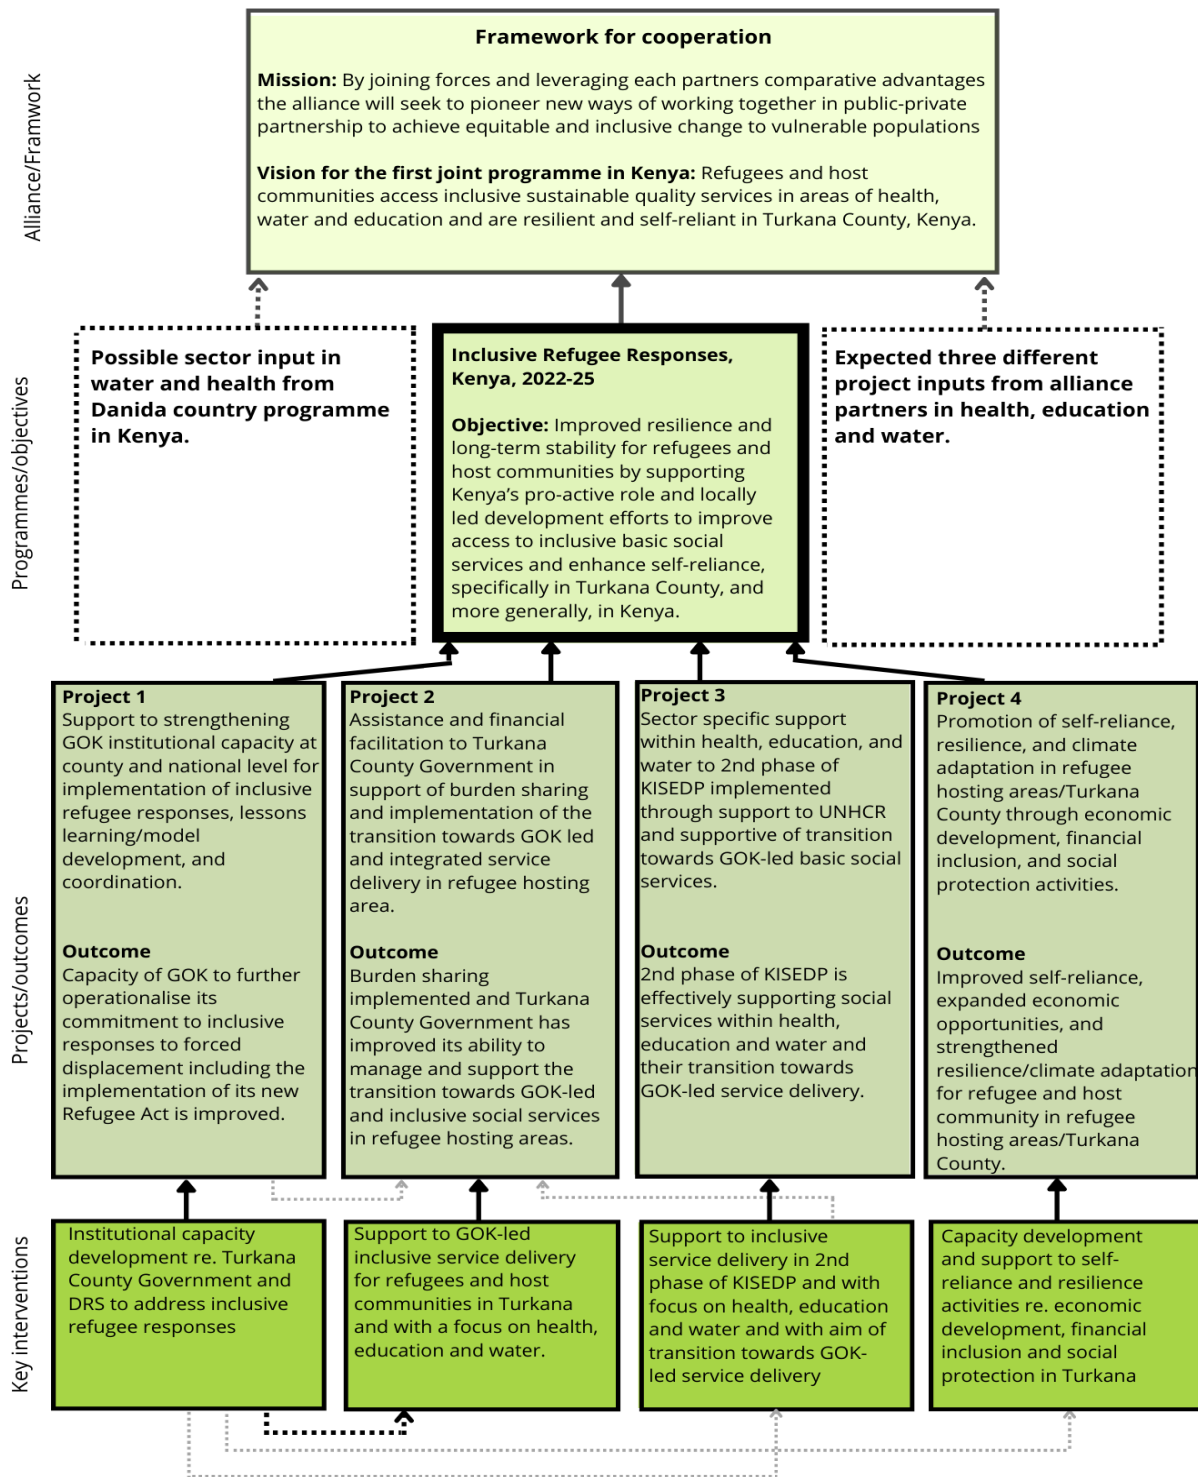 Framework for cooperation
Mission: By joining forces and leveraging each partners comparative advantages
the alliance will seek to pioneer new ways of working together in public-private
partnership to achieve equitable and inclusive change to vulnerable populations
Vision for the first joint programme in Kenya: Refugees and host
communities access inclusive sustainable quality services in areas of health,
water and education and are resilient and self-reliant in Turkana County, Kenya.
Alliance/Framwork
Possible sector input in
water and health from
Danida country programme
in Kenya.
Inclusive Refugee Responses,
Kenya, 2022-25
Objective: Improved resilience and
long-term stability for refugees and
host communities by supporting
Kenya's pro-active role and locally
led development efforts to improve
access to inclusive basic social
services and enhance self-reliance,
specifically in Turkana County, and
more generally, in Kenya.
Expected three different
project inputs from alliance
partners in health, education
and water.
Programmes/objectives
Project 1
Support to strengthening
GOK institutional capacity at
county and national level for
implementation of inclusive
refugee responses, lessons
learning/model
development, and
coordination.
Outcome
Capacity of GOK to further
operationalise its
commitment to inclusive
responses to forced
displacement including the
implementation of its new
Refugee Act is improved.
Project 2
Assistance and financial
facilitation to Turkana
County Government in
support of burden sharing
and implementation of the
transition towards GOK led
and integrated service
delivery in refugee hosting
area.
Outcome
Burden sharing
implemented and Turkana
County Government has
improved its ability to
manage and support the
transition towards GOK-led
and inclusive social services
in refugee hosting areas.
Project 3
Sector specific support
within health, education, and
water to 2nd phase of
KISEDP implemented
through support to UNHCR
and supportive of transition
towards GOK-led basic social
services.
Outcome
2nd phase of KISEDP is
effectively supporting social
services within health,
education and water and
their transition towards
GOK-led service delivery.
Project 4
Promotion of self-reliance,
resilience, and climate
adaptation in refugee
hosting areas/Turkana
County through economic
development, financial
inclusion, and social
protection activities.
Outcome
Improved self-reliance,
expanded economic
opportunities, and
strengthened
resilience/climate adaptation
for refugee and host
community in refugee
hosting areas/Turkana
County.
Projects/outcomes
Institutional capacity
development re. Turkana
County Government and
DRS to address inclusive
refugee responses
Support to GOK-led
inclusive service delivery
for refugees and host
communities in Turkana
and with a focus on health,
education and water.
Support to inclusive
service delivery in 2nd
phase of KISEDP and with
focus on health, education
and water and with aim of
transition towards GOK-
led service delivery
Capacity development
and support to self-
reliance and resilience
activities re. economic
development, financial
inclusion and social
protection in Turkana
Key interventions